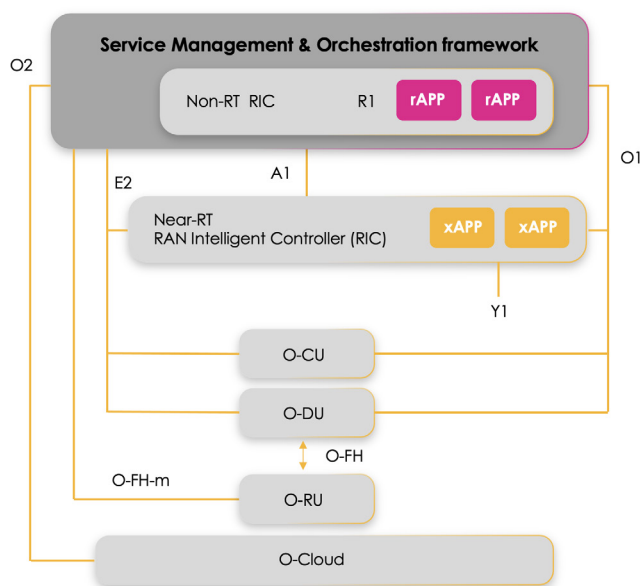 Service Management & Orchestration framework
O2
Non-RT RIC
R1
rAPP
rAPP
O1
A1
E2
Near-RT
RAN Intelligent Controller (RIC)
xAPP
xAPP
Y1
O-CU
O-DU
O-FH
O-FH-m
O-RU
O-Cloud